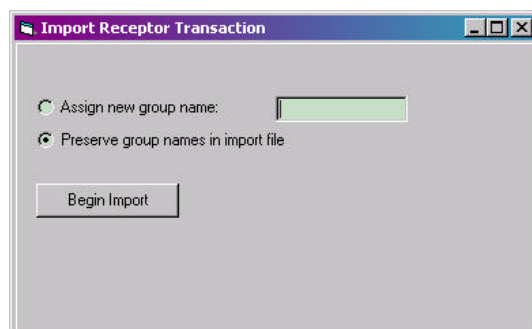 Import Receptor Transaction
Assign new group name:
Preserve group names in import file
Begin Import